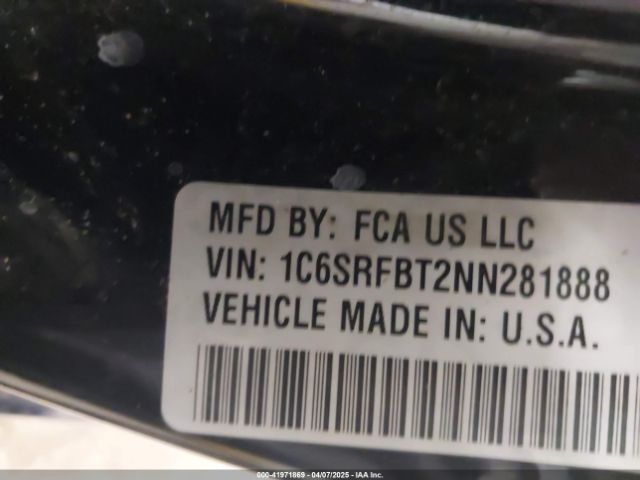 MFD BY: FCA US LLC
VIN: 1C6SRFBT2NN281888
VEHICLE MADE IN: U.S.A.
000-41971869 04/07/2025 IAA Inc.